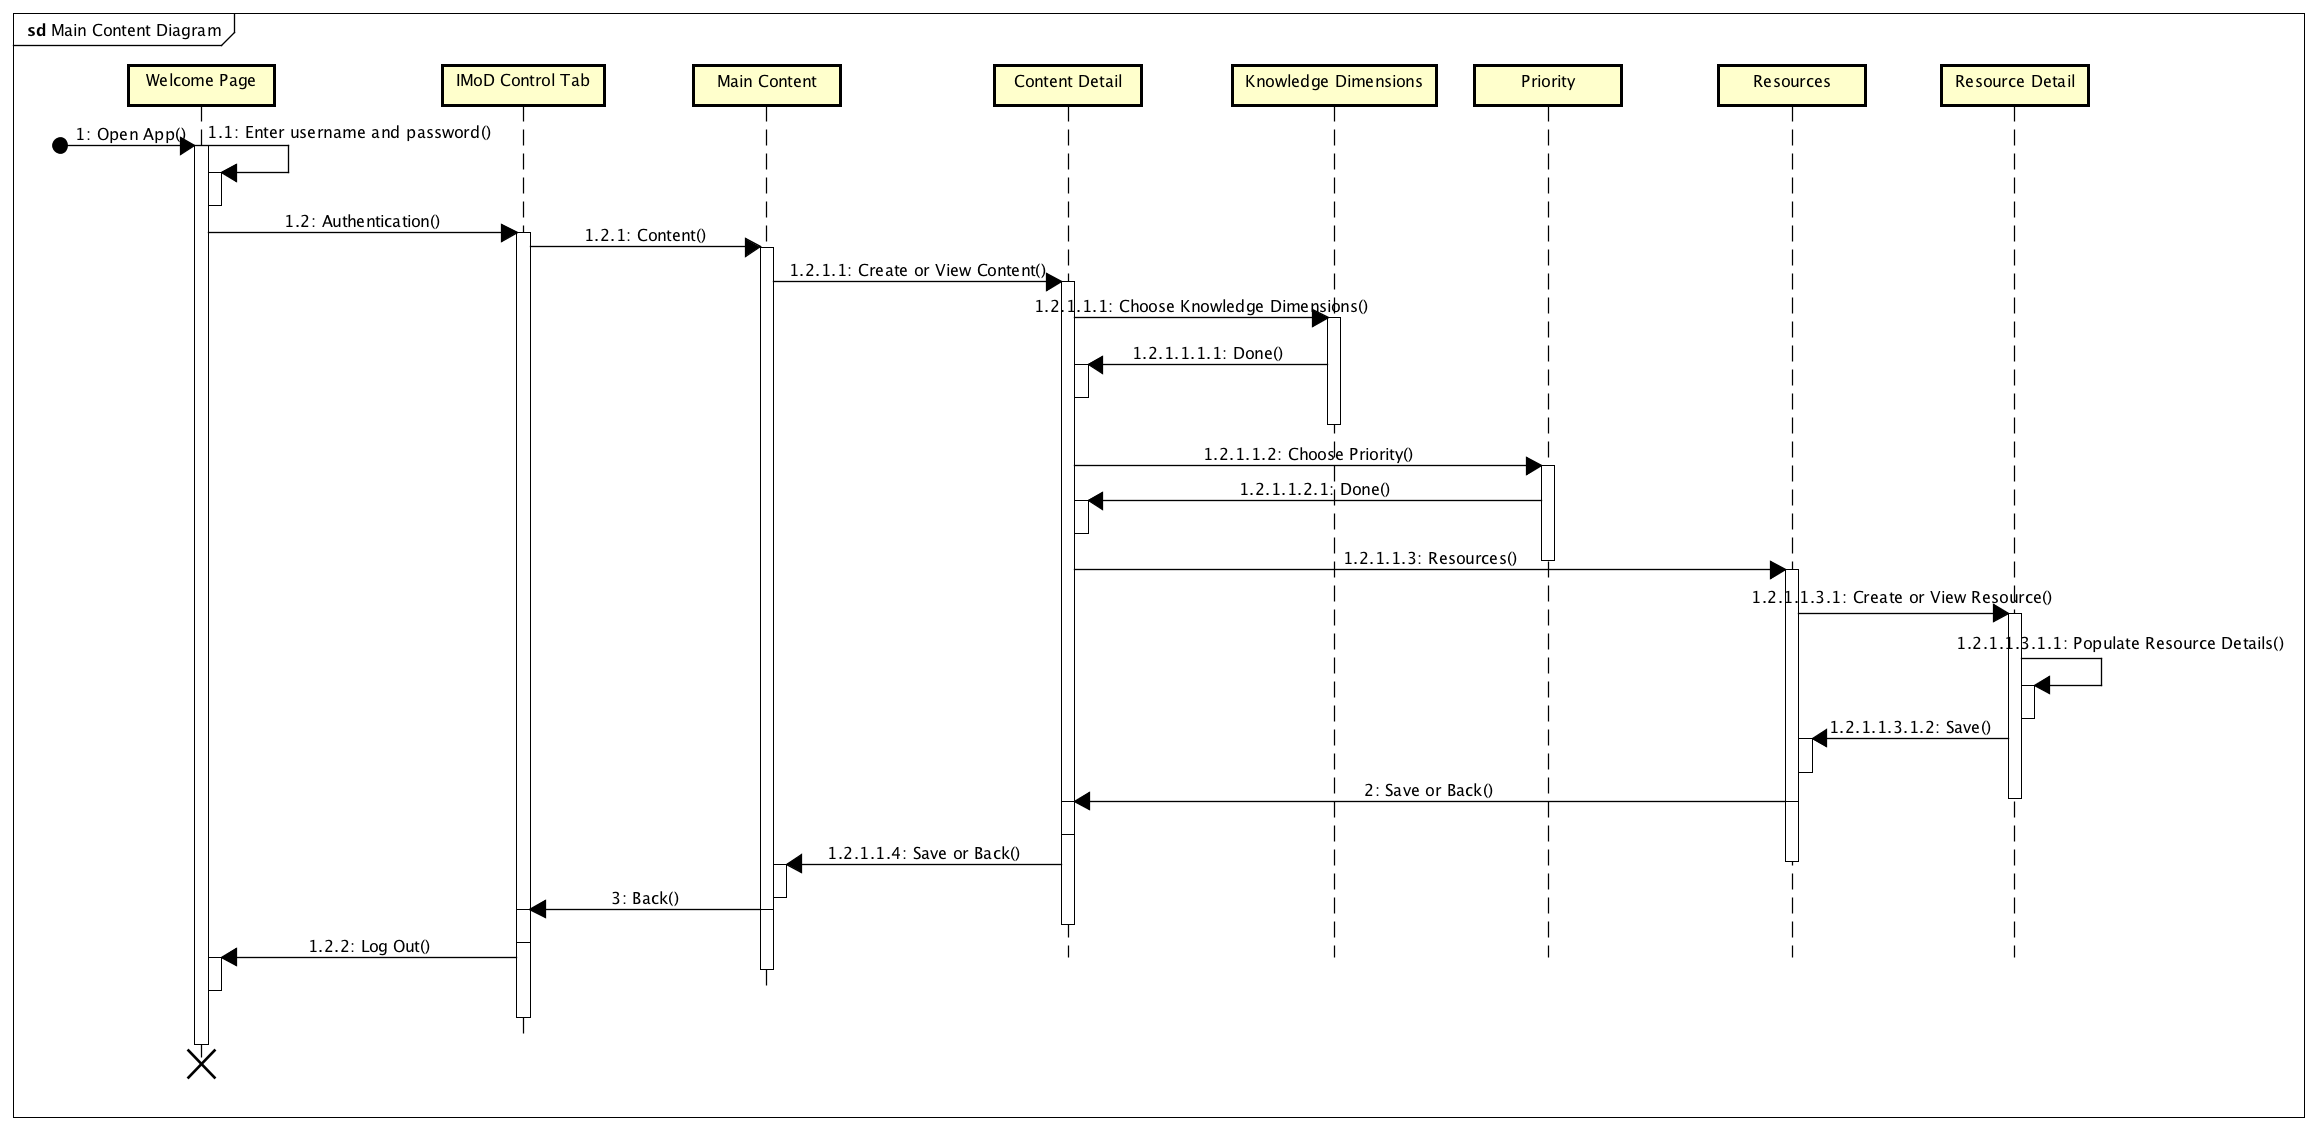 sd Main Content Diagram
Welcome Page
IMoD Control Tab
Main Content
Content Detail
Knowledge Dimensions
Priority
Resources
Resource Detail
1: Open App()
1.1: Enter username and password()
1.2: Authentication()
1.2.1: Content()
1.2.1.1: Create or View Content()
1.2.1.1.1: Choose Knowledge Dimensions()
1.2.1.1.1.1: Done()
1.2.1.1.2: Choose Priority()
1.2.1.1.2.1: Done()
1.2.1.1.3: Resources()
1.2.1.1.3.1: Create or View Resource()
1.2.1.1.3.1.1: Populate Resource Details()
1.2.1.1.3.1.2: Save()
2: Save or Back()
1.2.1.1.4: Save or Back()
3: Back()
1.2.2: Log Out()